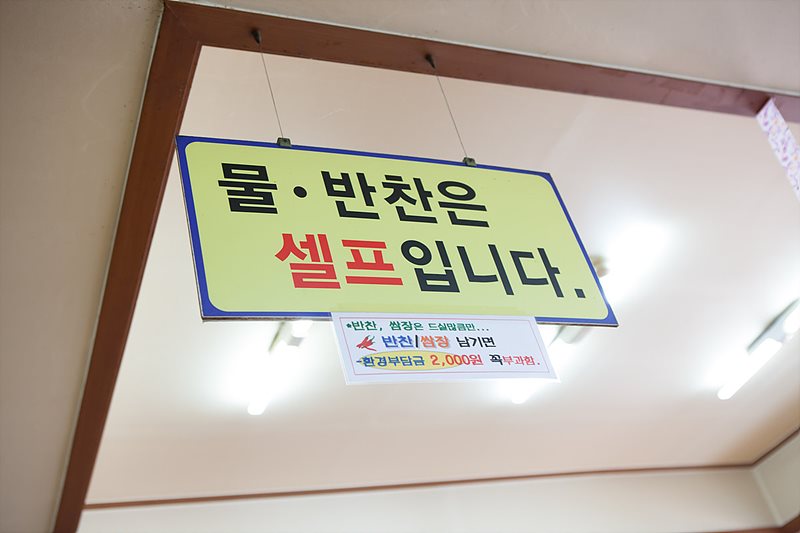 물·반찬은
셀프입니다.
*반찬, 쌈장은 드실많큼만...
반찬/쌈장 남기면
-환경부담금 2,000원 꼭부과함.